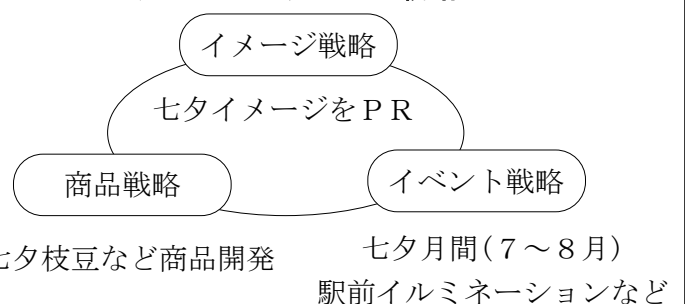 イメージ戦略
七夕イメージをＰＲ
商品戦略
イベント戦略
七夕枝豆など商品開発
七夕月間(７～８月)
駅前イルミネーションなど